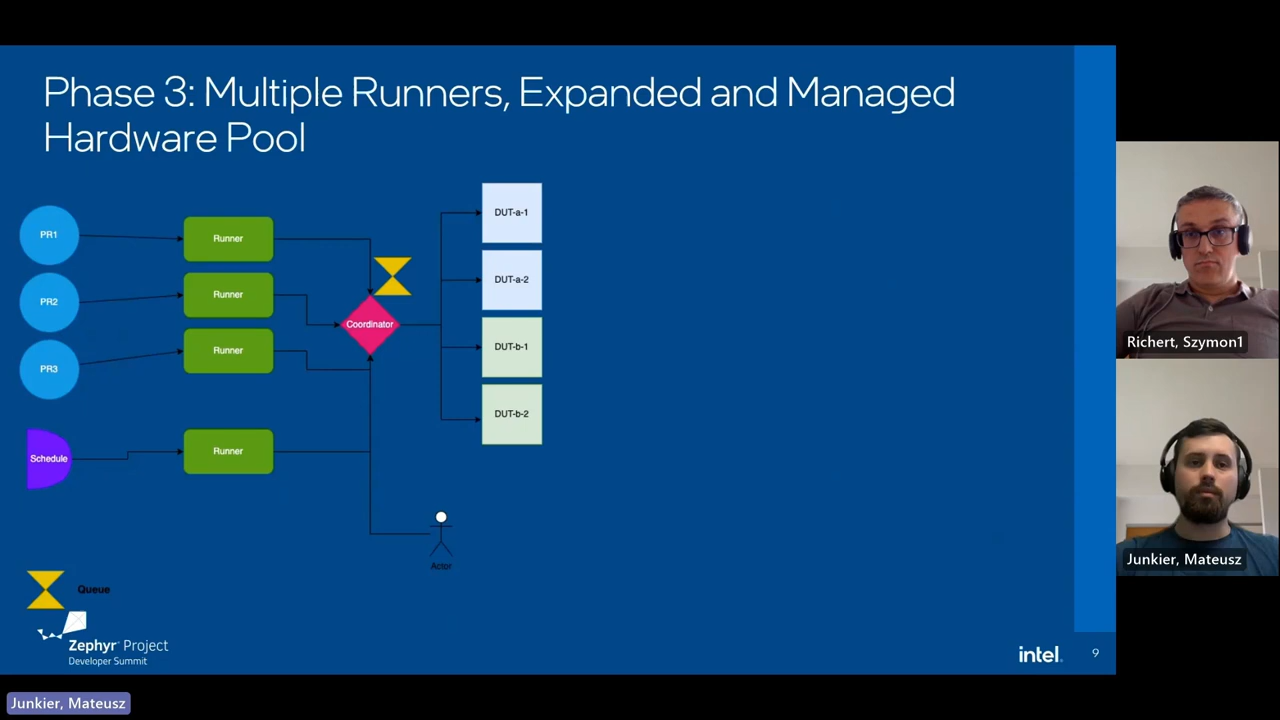 Phase 3: Multiple Runners, Expanded and Managed
Hardware Pool
PR1
PR2
PR3
Schedule
Runner
Runner
Runner
Runner
Coordinator
DUT-a-1
DUT-a-2
DUT-b-1
DUT-b-2
Actor
Queue
Zephyr™ Project
Developer Summit
intel.
9
Richert, Szymon1
Junkier, Mateusz
Junkier, Mateusz